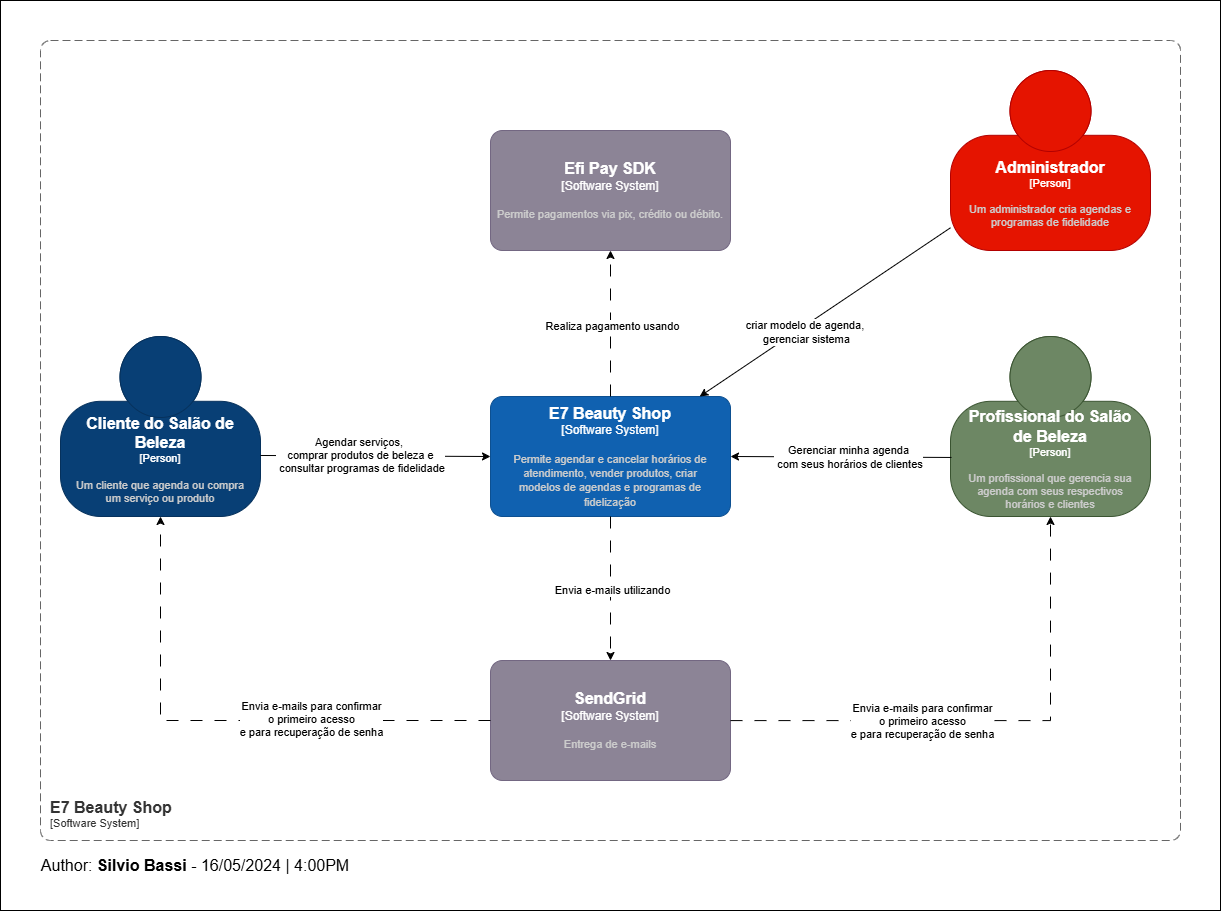 Efi Pay SDK
[Software System]
Permite pagamentos via pix, crédito ou débito.
Administrador
[Person]
Um administrador cria agendas e
programas de fidelidade
Realiza pagamento usando
criar modelo de agenda,
gerenciar sistema
Cliente do Salão de
Beleza
[Person]
Um cliente que agenda ou compra
um serviço ou produto
Agendar serviços,
comprar produtos de beleza e
consultar programas de fidelidade
E7 Beauty Shop
[Software System]
Permite agendar e cancelar horários de
atendimento, vender produtos, criar
modelos de agendas e programas de
fidelização
Gerenciar minha agenda
com seus horários de clientes
Profissional do Salão
de Beleza
[Person]
Um profissional que gerencia sua
agenda com seus respectivos
horários e clientes
Envia e-mails utilizando
Envia e-mails para confirmar
o primeiro acesso
e para recuperação de senha
SendGrid
[Software System]
Entrega de e-mails
Envia e-mails para confirmar
o primeiro acesso
e para recuperação de senha
E7 Beauty Shop
[Software System]
Author: Silvio Bassi - 16/05/2024 | 4:00PM